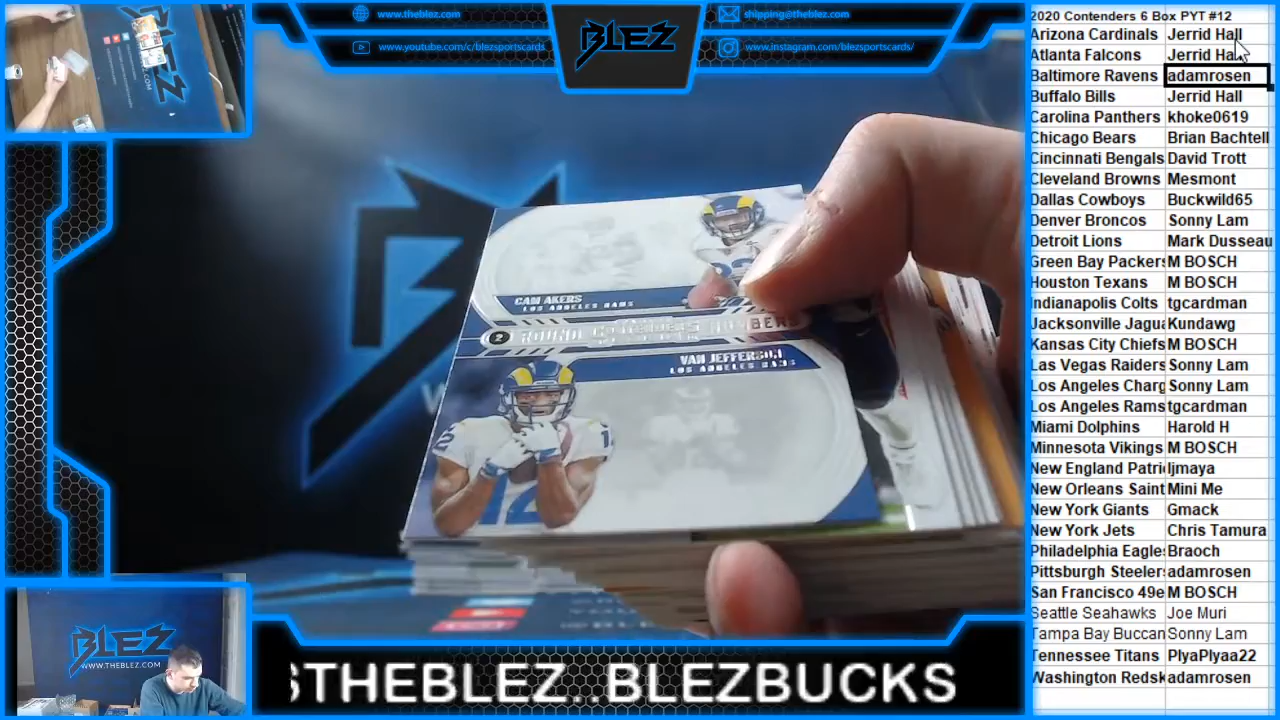 www.theblez.com
www.youtube.com/c/blezsportscards
BLEZ
shipping@theblez.com
www.instagram.com/blezsportscards/
CAM AKERS
LOS ANGELES RAMS
2 ROUND NUMBERS
VAN JEFFERSON
LOS ANGELES RAMS
12
BLEZ
WWW.THEBLEZ.COM
STHEBLEZ..BLEZBUCKS
2020 Contenders 6 Box PYT #12
Arizona Cardinals Jerrid Hall
Atlanta Falcons Jerrid Hall
Baltimore Ravens adamrosen
Buffalo Bills Jerrid Hall
Carolina Panthers khoke0619
Chicago Bears Brian Bachtell
Cincinnati Bengals David Trott
Cleveland Browns Mesmont
Dallas Cowboys Buckwild65
Denver Broncos Sonny Lam
Detroit Lions Mark Dusseau
Green Bay Packers M BOSCH
Houston Texans M BOSCH
Indianapolis Colts tgcardman
Jacksonville Jagua Kundawg
Kansas City Chiefs M BOSCH
Las Vegas Raiders Sonny Lam
Los Angeles Charg Sonny Lam
Los Angeles Rams tgcardman
Miami Dolphins Harold H
Minnesota Vikings M BOSCH
New England Patri ljmaya
New Orleans Saint Mini Me
New York Giants Gmack
New York Jets Chris Tamura
Philadelphia Eagle Braoch
Pittsburgh Steelers adamrosen
San Francisco 49e M BOSCH
Seattle Seahawks Joe Muri
Tampa Bay Buccan Sonny Lam
Tennessee Titans PlyaPlyaa22
Washington Redsk adamrosen